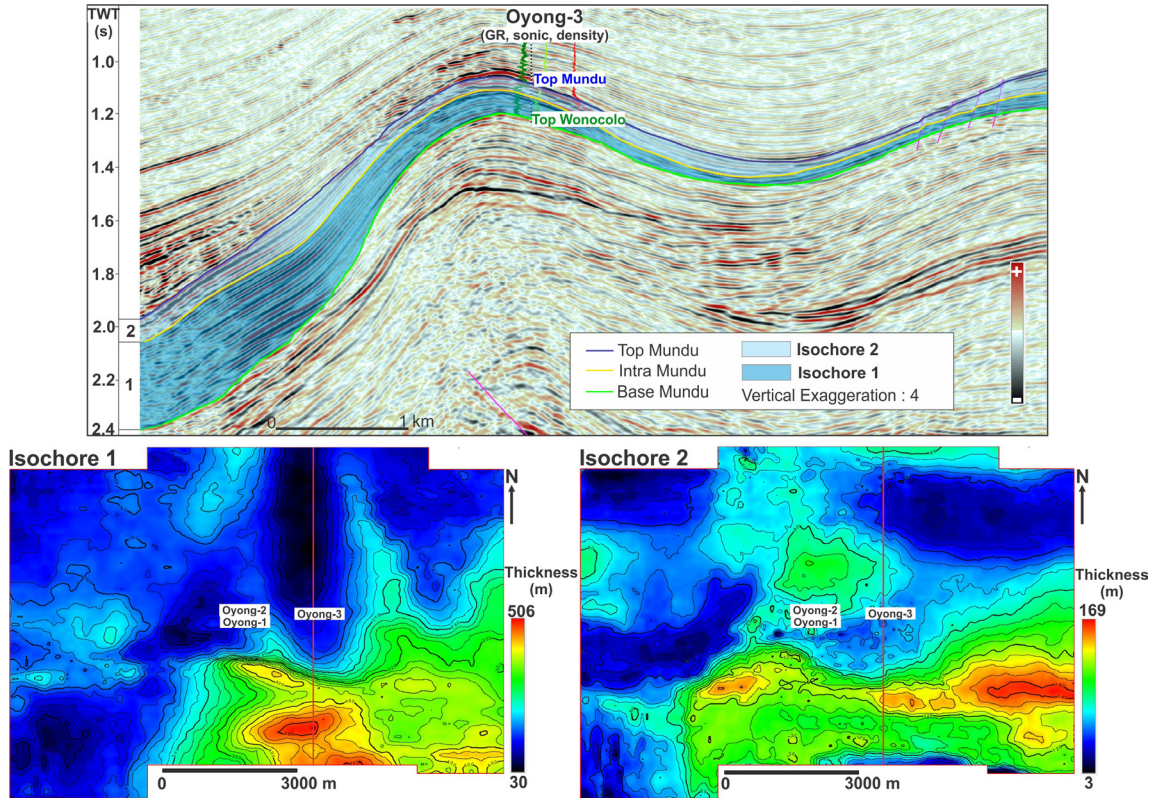 TWT
(s)
Oyong-3
(GR, sonic, density)
1.0
Top Mundu
1.2
Top Wonocolo
1.4
1.6
1.8
2.0
2
2.2
1
2.4
0
1 km
Top Mundu
Intra Mundu
Base Mundu
Isochore 2
Isochore 1
Vertical Exaggeration : 4
+
-
Isochore 1
N
Thickness
(m)
506
Oyong-2
Oyong-1
Oyong-3
0
3000 m
30
Isochore 2
N
Thickness
(m)
169
Oyong-2
Oyong-1
Oyong-3
0
3000 m
3